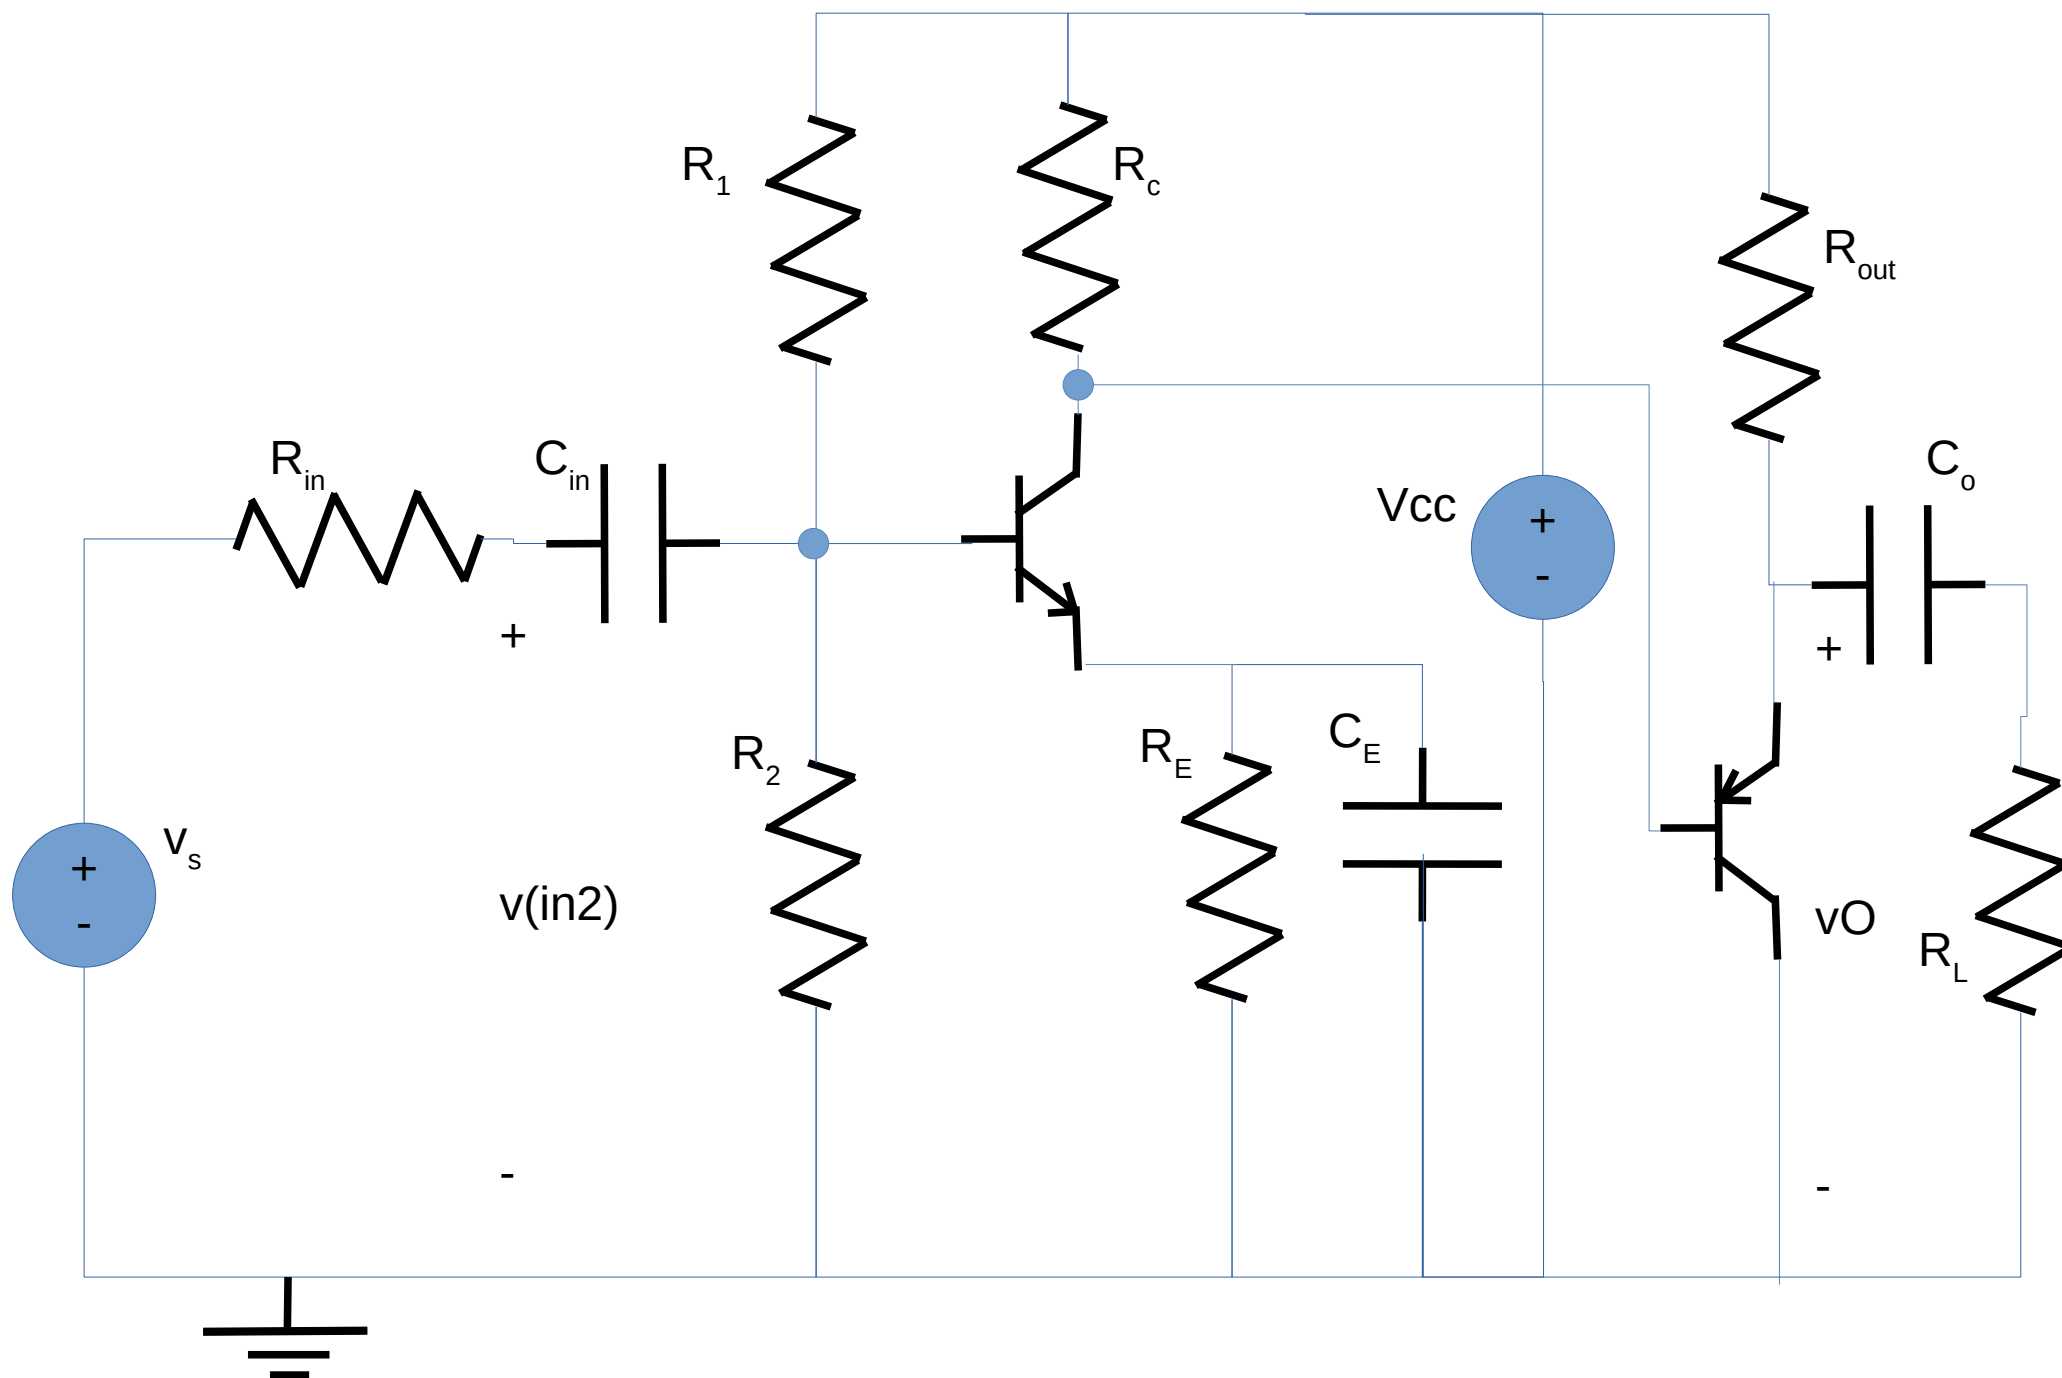 R1
Rc
Rout
Rin
Cin
Vcc
+
-
Co
+
+
R2
RE
CE
vs
+
-
v(in2)
vO
RL
-
-